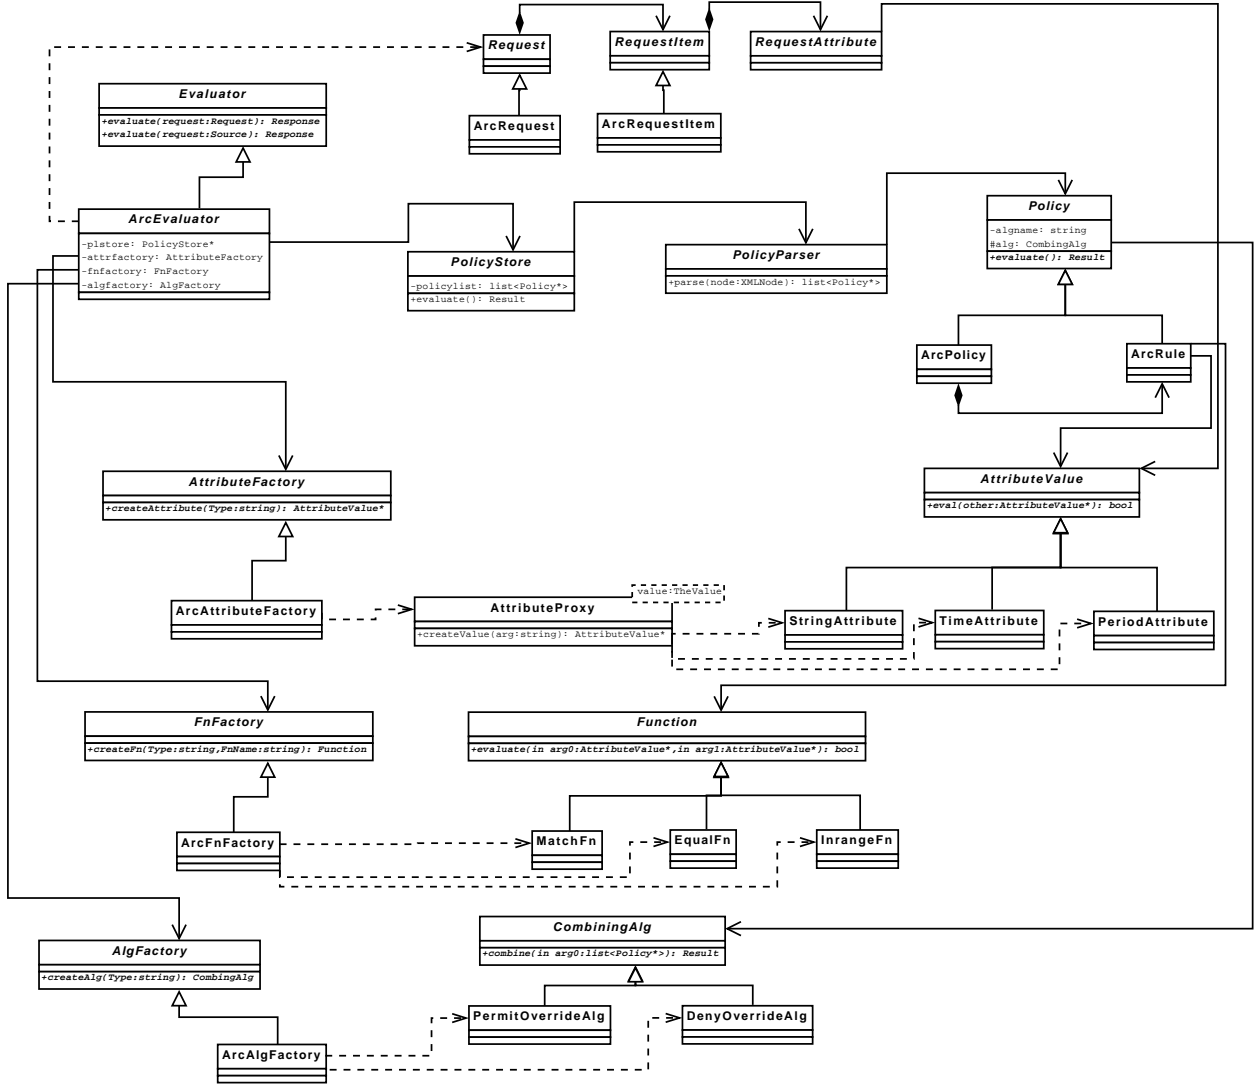 Request
RequestItem
RequestAttribute
Evaluator
+evaluate(request:Request): Response
+evaluate(request:Source): Response
ArcRequest
ArcRequestItem
ArcEvaluator
-plstore: PolicyStore*
-attrfactory: AttributeFactory
-fnfactory: FnFactory
-algfactory: AlgFactory
PolicyStore
-policylist: list<Policy*>
+evaluate(): Result
PolicyParser
+parse(node:XMLNode): list<Policy*>
Policy
-algname: string
#alg: CombingAlg
+evaluate(): Result
ArcPolicy
ArcRule
AttributeFactory
+createAttribute(Type:string): AttributeValue*
AttributeValue
+eval(other:AttributeValue*): bool
ArcAttributeFactory
value:TheValue
AttributeProxy
+createValue(arg:string): AttributeValue*
StringAttribute
TimeAttribute
PeriodAttribute
FnFactory
+createFn(Type:string,FnName:string): Function
Function
+evaluate(in arg0:AttributeValue*,in arg1:AttributeValue*): bool
ArcFnFactory
MatchFn
EqualFn
InrangeFn
AlgFactory
+createAlg(Type:string): CombingAlg
CombiningAlg
+combine(in arg0:list<Policy*>): Result
ArcAlgFactory
PermitOverrideAlg
DenyOverrideAlg